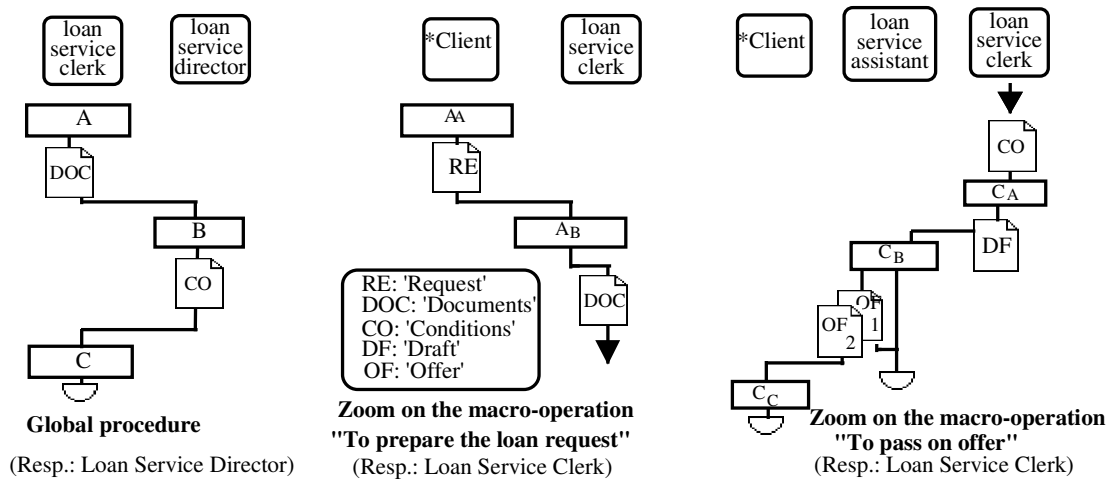 loan
service
clerk
loan
service
director
A
DOC
B
CO
C
Global procedure
(Resp.: Loan Service Director)
*Client
loan
service
clerk
AA
RE
AB
DOC
RE: 'Request'
DOC: 'Documents'
CO: 'Conditions'
DF: 'Draft'
OF: 'Offer'
Zoom on the macro-operation
"To prepare the loan request"
(Resp.: Loan Service Clerk)
*Client
loan
service
assistant
loan
service
clerk
CO
CA
DF
CB
OF
1
OF
2
CC
Zoom on the macro-operation
"To pass on offer"
(Resp.: Loan Service Clerk)